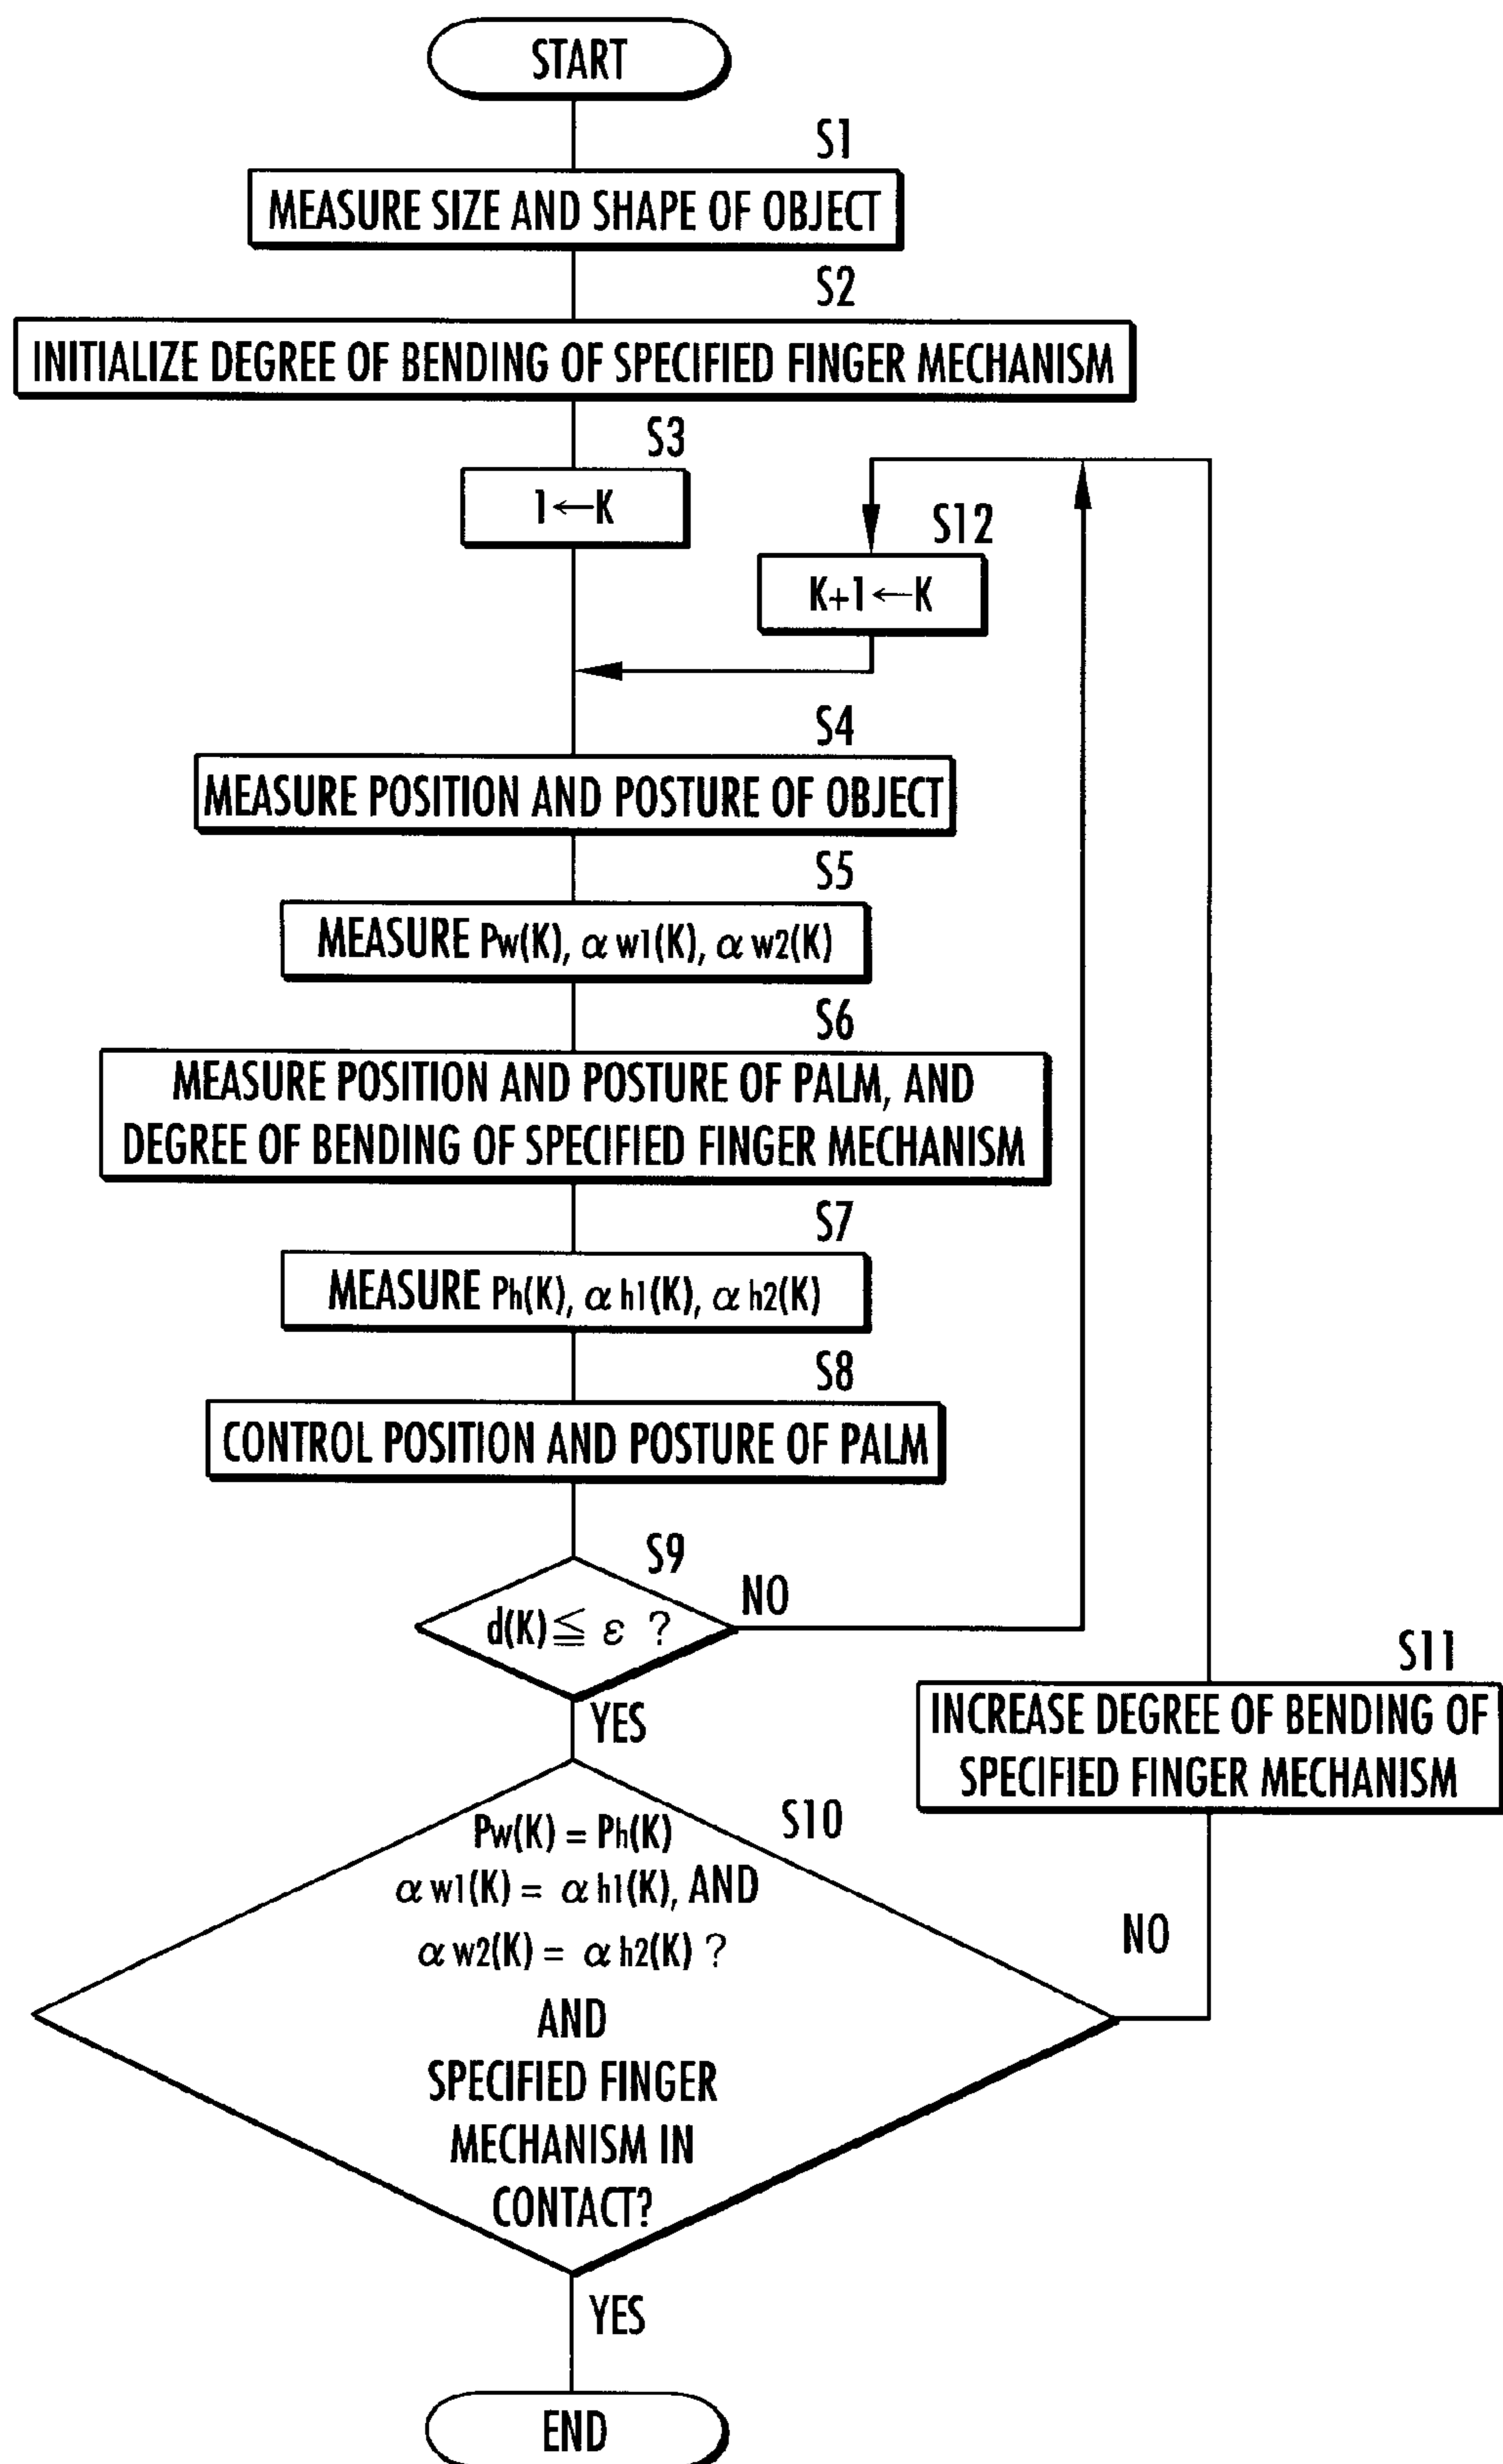 START
S1
MEASURE SIZE AND SHAPE OF OBJECT
S2
INITIALIZE DEGREE OF BENDING OF SPECIFIED FINGER MECHANISM
S3
1←K
S12
K+1←K
S4
MEASURE POSITION AND POSTURE OF OBJECT
S5
MEASURE Pw(K), α w1(K), α w2(K)
S6
MEASURE POSITION AND POSTURE OF PALM, AND
DEGREE OF BENDING OF SPECIFIED FINGER MECHANISM
S7
MEASURE Ph(K), α h1(K), α h2(K)
S8
CONTROL POSITION AND POSTURE OF PALM
S9
d(K)≦ ε ?
NO
YES
S11
INCREASE DEGREE OF BENDING OF
SPECIFIED FINGER MECHANISM
S10
Pw(K) = Ph(K)
α w1(K) = α h1(K), AND
α w2(K) = α h2(K) ?
AND
SPECIFIED FINGER
MECHANISM IN
CONTACT?
NO
YES
END